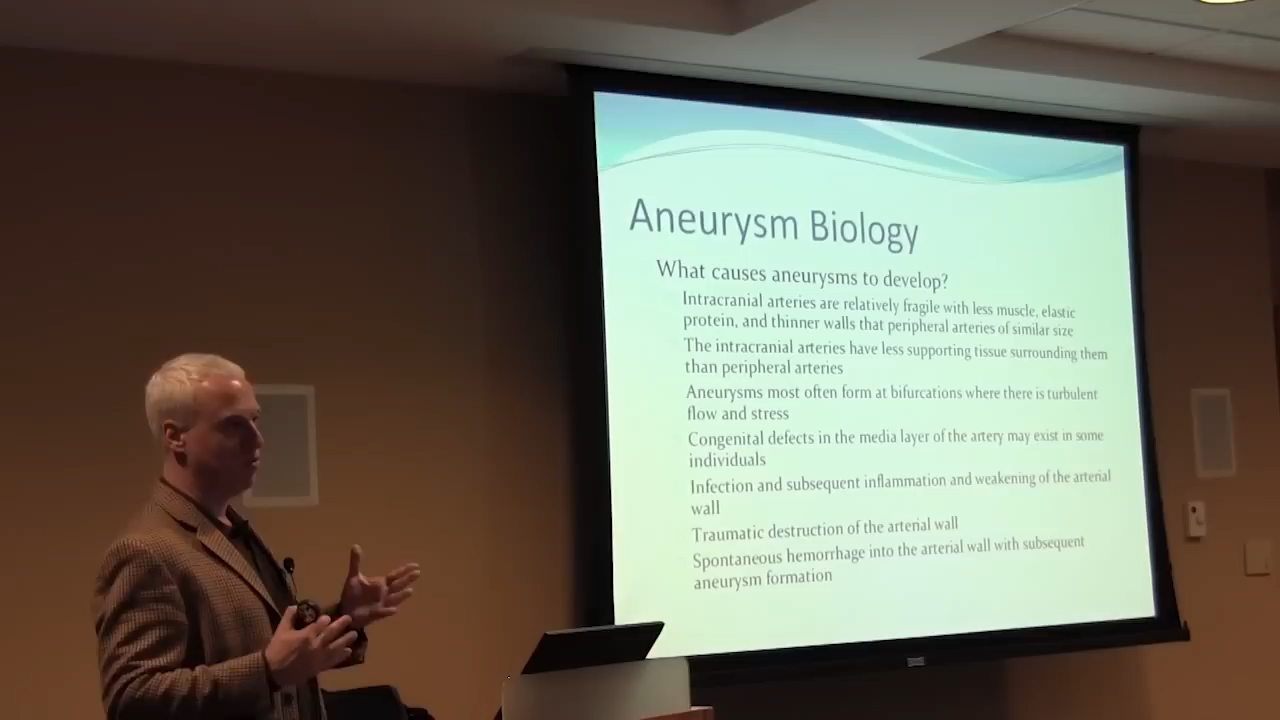 Aneurysm Biology
What causes aneurysms to develop?
Intracranial arteries are relatively fragile with less muscle, elastic
protein, and thinner walls that peripheral arteries of similar size
The intracranial arteries have less supporting tissue surrounding them
than peripheral arteries
Aneurysms most often form at bifurcations where there is turbulent
flow and stress
Congenital defects in the media layer of the artery may exist in some
individuals
Infection and subsequent inflammation and weakening of the arterial
wall
Traumatic destruction of the arterial wall
Spontaneous hemorrhage into the arterial wall with subsequent
aneurysm formation